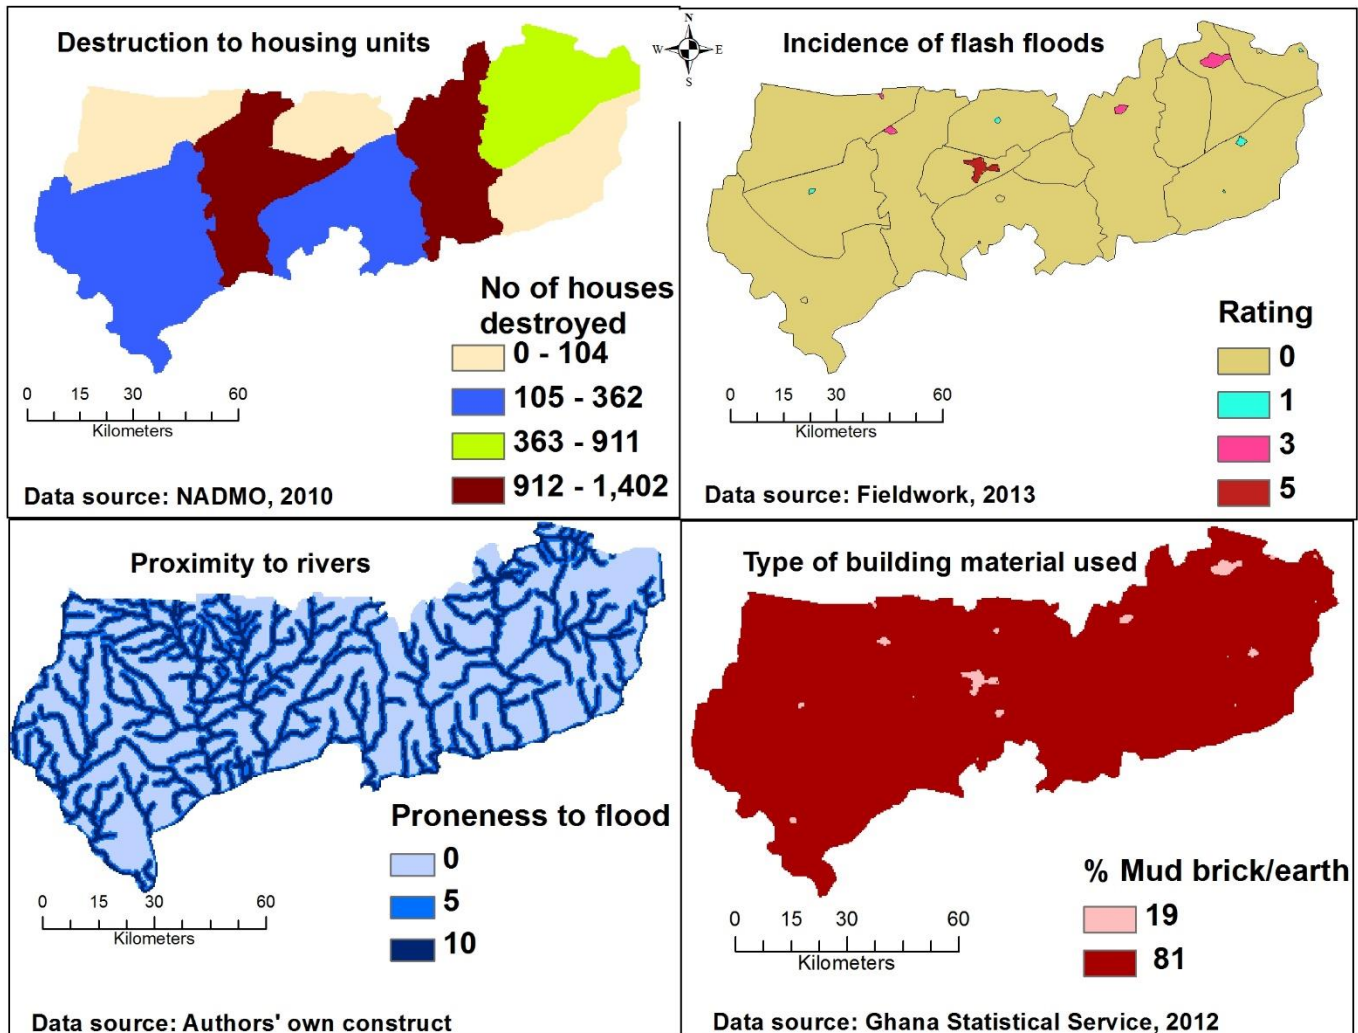 Destruction to housing units
No of houses
destroyed
0 - 104
105 - 362
363 - 911
912 - 1,402
0 15 30 60
Kilometers
Data source: NADMO, 2010
N
W E
S
Incidence of flash floods
Rating
0
1
3
5
0 15 30 60
Kilometers
Data source: Fieldwork, 2013
Proximity to rivers
Proneness to flood
0
5
10
0 15 30 60
Kilometers
Data source: Authors' own construct
Type of building material used
% Mud brick/earth
19
81
0 15 30 60
Kilometers
Data source: Ghana Statistical Service, 2012